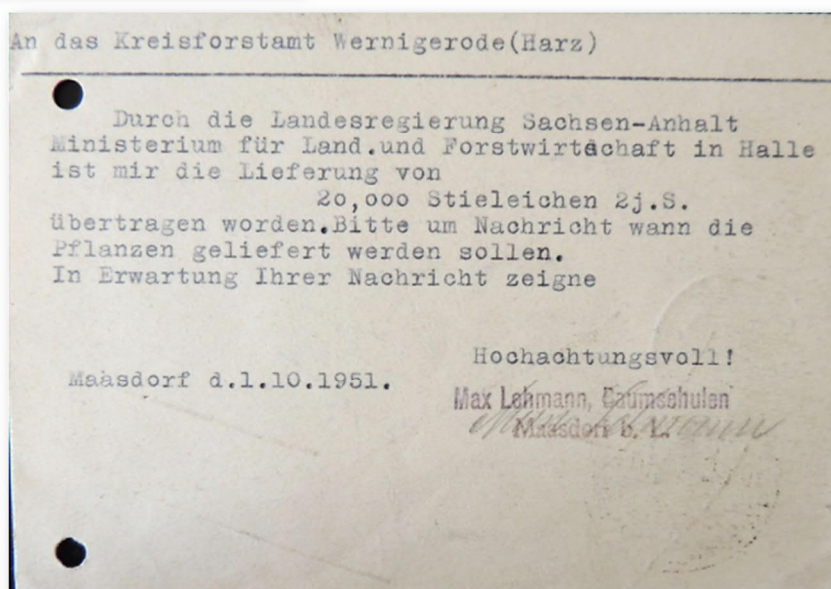 An das Kreisforstamt Wernigerode(Harz)
Durch die Landesregierung Sachsen-Anhalt
Ministerium für Land.und Forstwirtschaft in Halle
ist mir die Lieferung von
20,000 Stieleichen 2j.S.
übertragen worden.Bitte um Nachricht wann die
Pflanzen geliefert werden sollen.
In Erwartung Ihrer Nachricht zeigne
Hochachtungsvoll!
Maasdorf d.1.10.1951.
Max Lehmann, Baumschulen
Maasdorf b. L.